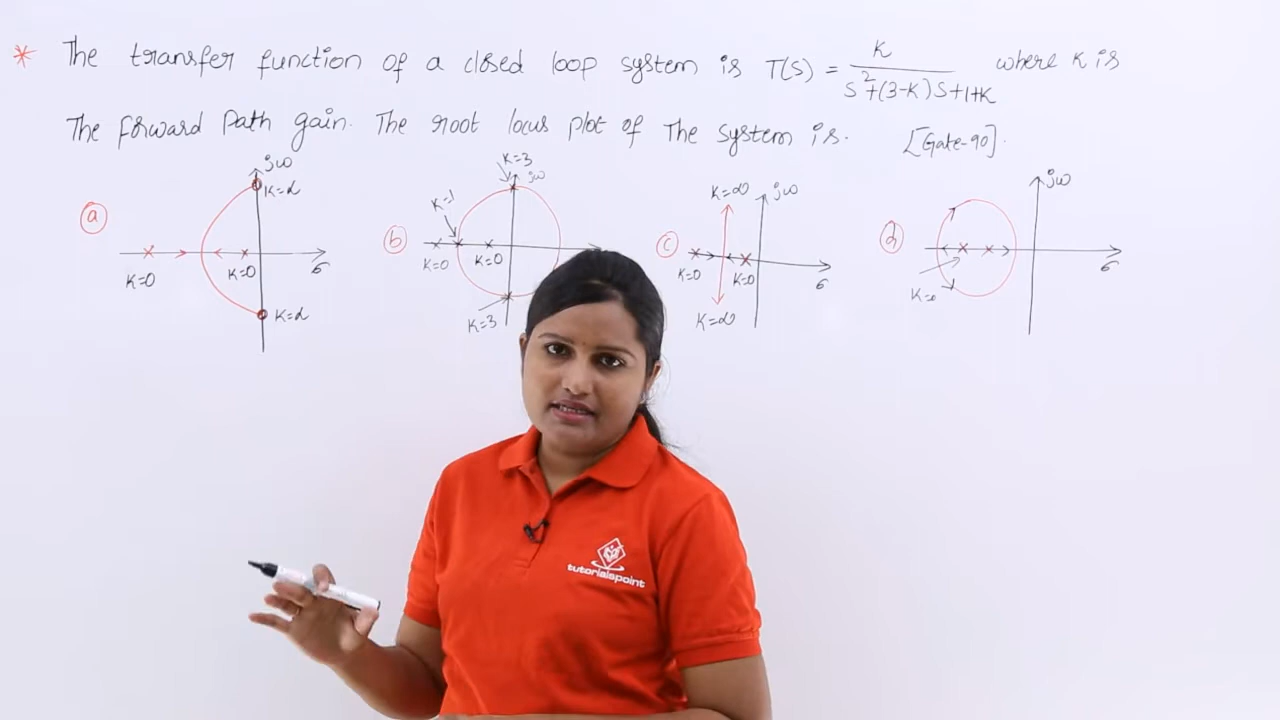 * The transfer function of a closed loop system is T(s) = K / s²+(3-K)s+1+K where K is
The forward path gain. The root locus plot of The system is. [Gate-90].
a jω K=α K=0 K=0 σ K=α
b K=3 jω K=1 K=0 K=0 K=3
c K=∞ jω K=0 K=0 σ K=∞
d jω K=0 σ
tutorialspoint